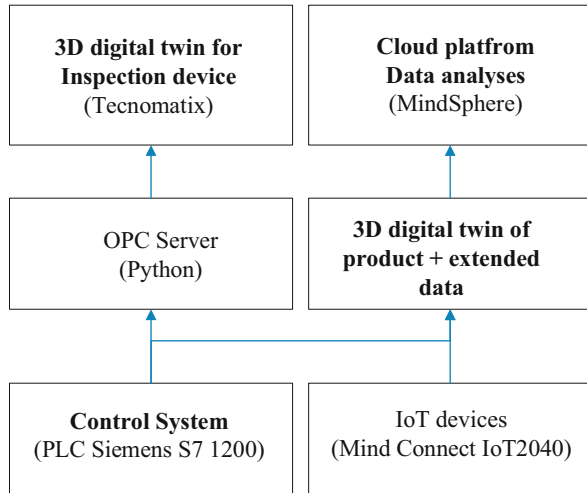 3D digital twin for
Inspection device
(Tecnomatix)
Cloud platfrom
Data analyses
(MindSphere)
OPC Server
(Python)
3D digital twin of
product + extended
data
Control System
(PLC Siemens S7 1200)
IoT devices
(Mind Connect IoT2040)